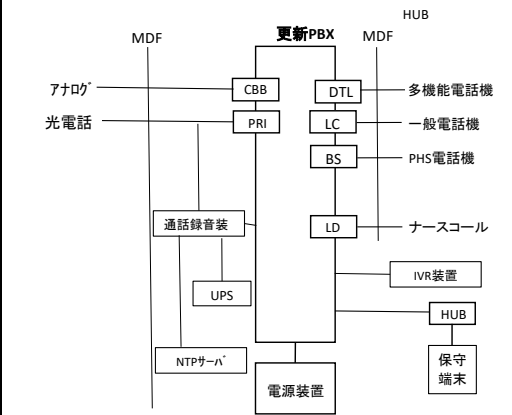 HUB
更新PBX
MDF
MDF
アナログ
CBB
DTL
多機能電話機
光電話
PRI
LC
一般電話機
BS
PHS電話機
通話録音装
LD
ナースコール
IVR装置
UPS
HUB
NTPサーバ
保守
端末
電源装置